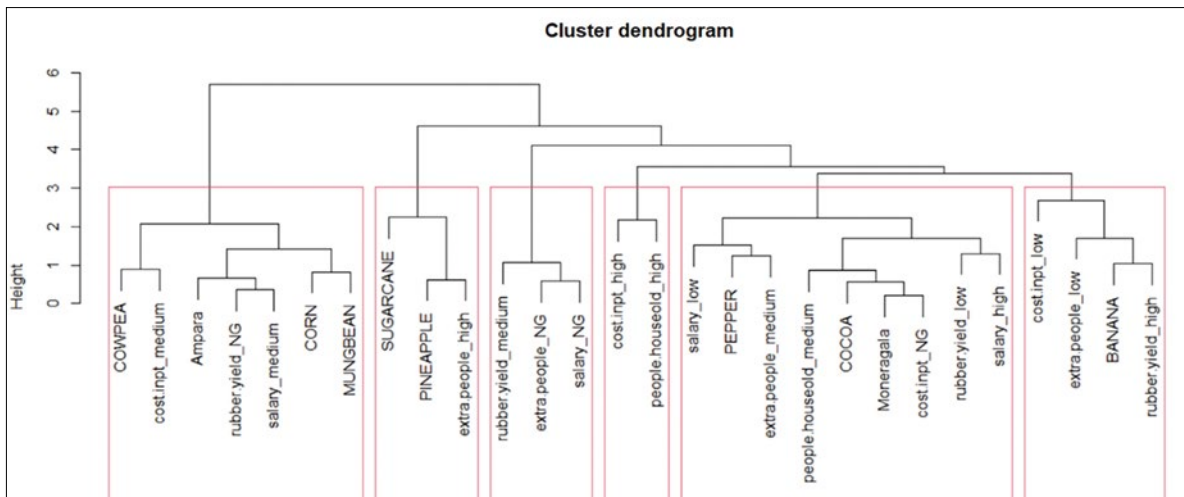 Cluster dendrogram
Height
6
5
4
3
2
1
0
COWPEA
cost.inpt_medium
Ampara
rubber.yield_NG
salary_medium
CORN
MUNGBEAN
SUGARCANE
PINEAPPLE
extra.people_high
rubber.yield_medium
extra.people_NG
salary_NG
cost.inpt_high
people.houseold_high
salary_low
PEPPER
extra.people_medium
people.houseold_medium
COCOA
Moneragala
cost.inpt_NG
rubber.yield_low
salary_high
cost.inpt_low
extra.people_low
BANANA
rubber.yield_high